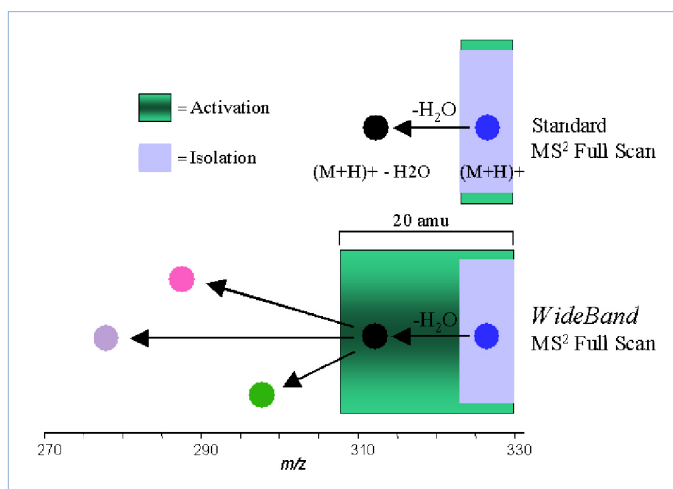 = Activation
= Isolation
-H₂O
(M+H)+ - H2O
(M+H)+
Standard
MS² Full Scan
20 amu
-H₂O
WideBand
MS² Full Scan
270
290
310
330
m/z